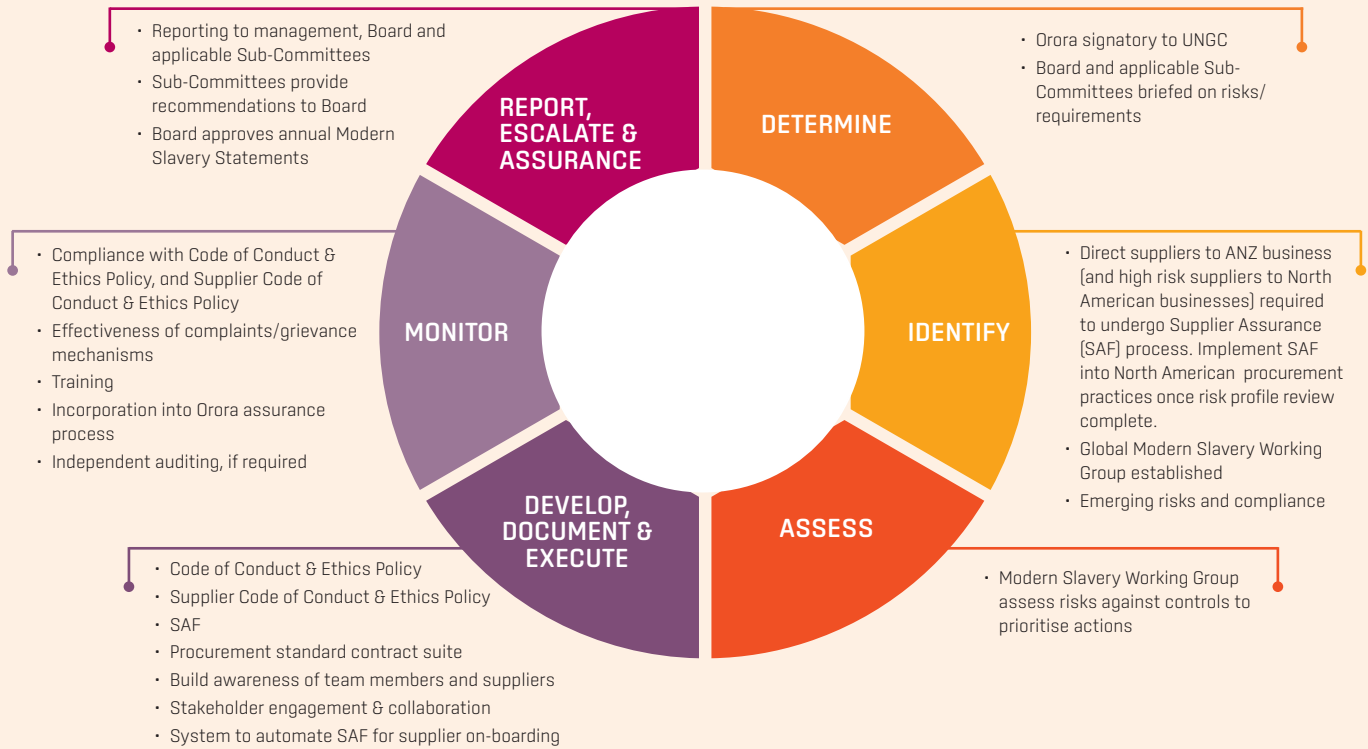 · Reporting to management, Board and
applicable Sub-Committees
· Sub-Committees provide
recommendations to Board
· Board approves annual Modern
Slavery Statements
REPORT,
ESCALATE &
ASSURANCE
DETERMINE
· Orora signatory to UNGC
· Board and applicable Sub-
Committees briefed on risks/
requirements
· Compliance with Code of Conduct &
Ethics Policy, and Supplier Code of
Conduct & Ethics Policy
· Effectiveness of complaints/grievance
mechanisms
· Training
· Incorporation into Orora assurance
process
· Independent auditing, if required
MONITOR
IDENTIFY
· Direct suppliers to ANZ business
(and high risk suppliers to North
American businesses) required
to undergo Supplier Assurance
(SAF) process. Implement SAF
into North American procurement
practices once risk profile review
complete.
· Global Modern Slavery Working
Group established
· Emerging risks and compliance
DEVELOP,
DOCUMENT &
EXECUTE
ASSESS
· Code of Conduct & Ethics Policy
· Supplier Code of Conduct & Ethics Policy
· SAF
· Procurement standard contract suite
· Build awareness of team members and suppliers
· Stakeholder engagement & collaboration
· System to automate SAF for supplier on-boarding
· Modern Slavery Working Group
assess risks against controls to
prioritise actions